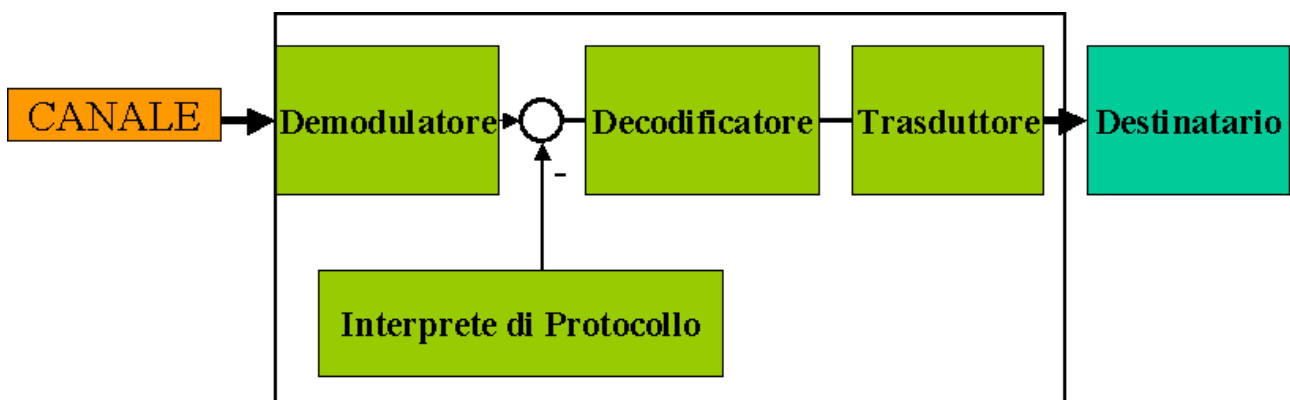 CANALE
Demodulatore
Decodificatore
Trasduttore
Destinatario
-
Interprete di Protocollo